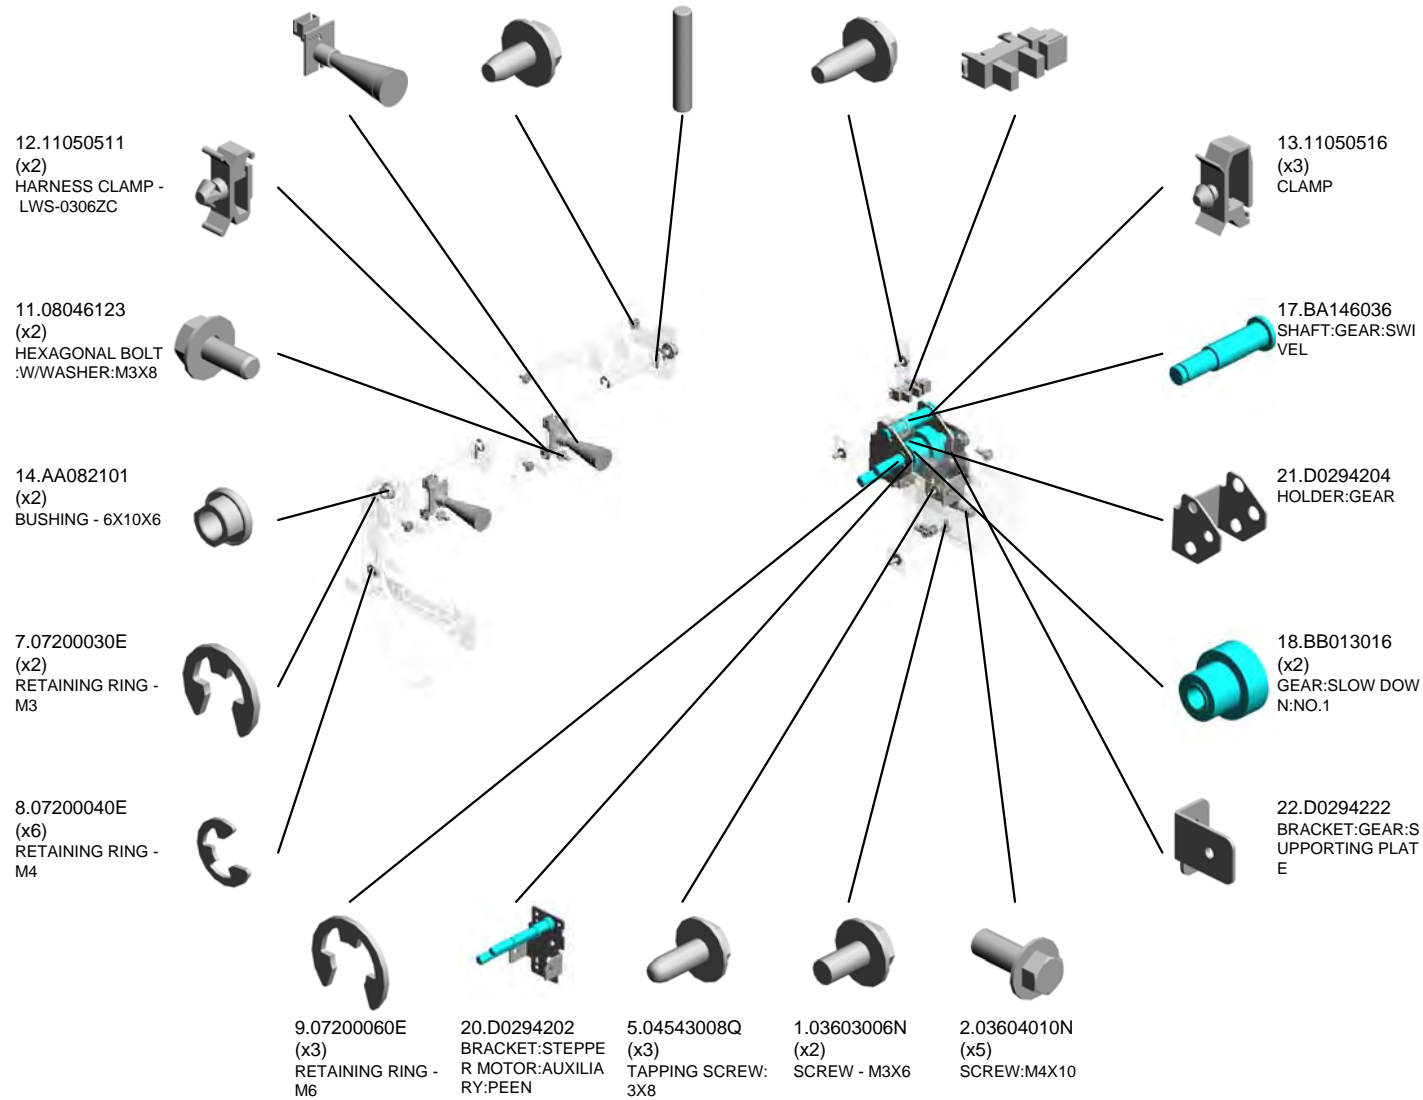 12.11050511
(x2)
HARNESS CLAMP -
LWS-0306ZC
13.11050516
(x3)
CLAMP
11.08046123
(x2)
HEXAGONAL BOLT
:W/WASHER:M3X8
17.BA146036
SHAFT:GEAR:SWI
VEL
14.AA082101
(x2)
BUSHING - 6X10X6
21.D0294204
HOLDER:GEAR
7.07200030E
(x2)
RETAINING RING -
M3
18.BB013016
(x2)
GEAR:SLOW DOW
N:NO.1
8.07200040E
(x6)
RETAINING RING -
M4
22.D0294222
BRACKET:GEAR:S
UPPORTING PLAT
E
9.07200060E
(x3)
RETAINING RING -
M6
20.D0294202
BRACKET:STEPPE
R MOTOR:AUXILIA
RY:PEEN
5.04543008Q
(x3)
TAPPING SCREW:
3X8
1.03603006N
(x2)
SCREW - M3X6
2.03604010N
(x5)
SCREW:M4X10